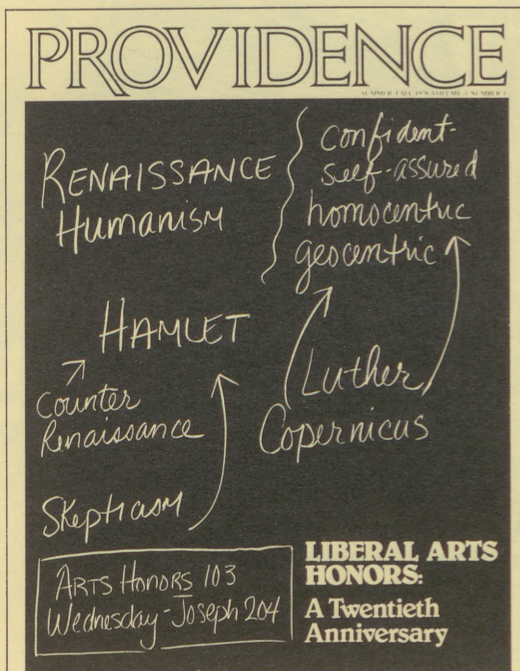 PROVIDENCE
RENAISSANCE
Humanism
confident-
self-assured
homocentric
geocentric
HAMLET
Counter
Renaissance
Luther
Copernicus
Skepticism
ARTS HONORS 103
Wednesday-Joseph 204
LIBERAL ARTS
HONORS:
A Twentieth
Anniversary